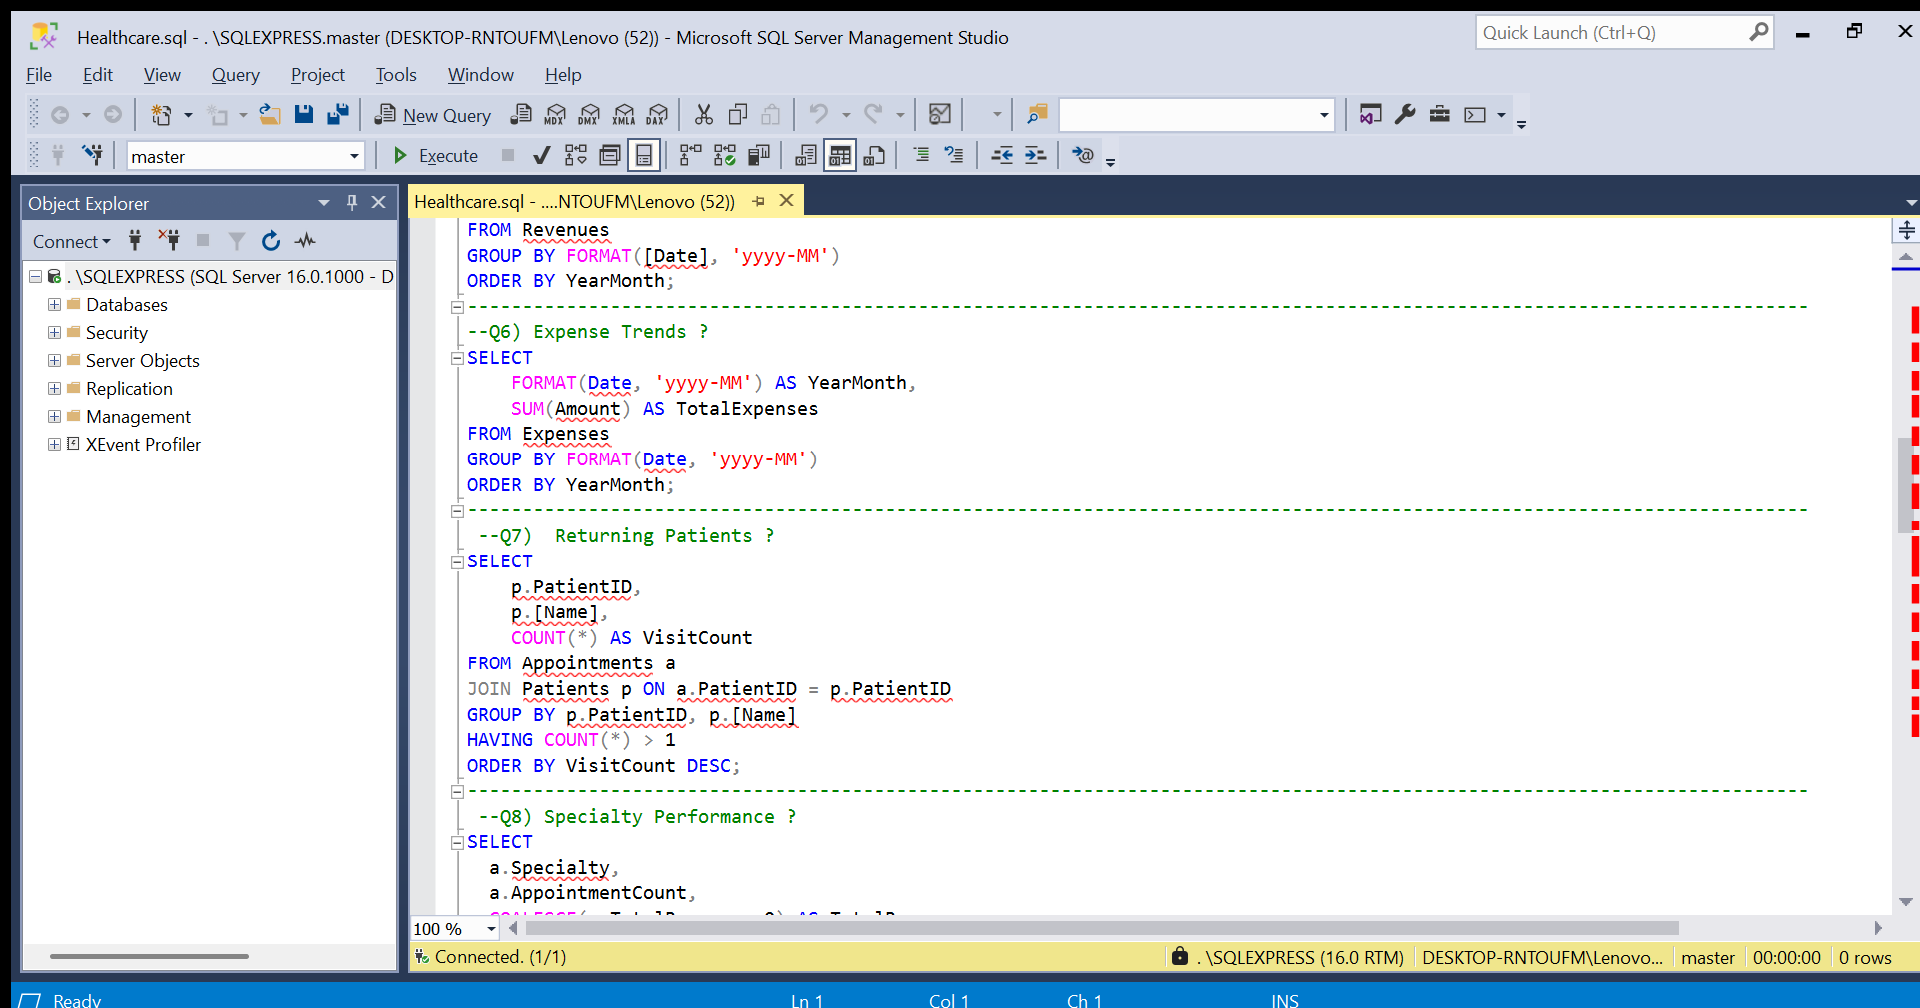 Healthcare.sql - . \SQLEXPRESS.master (DESKTOP-RNTOUFM\Lenovo (52)) - Microsoft SQL Server Management Studio
Quick Launch (Ctrl+Q)
File Edit View Query Project Tools Window Help
New Query MDX DMX XMLA DAX
master Execute
Object Explorer
Connect
. \SQLEXPRESS (SQL Server 16.0.1000 - D
Databases
Security
Server Objects
Replication
Management
XEvent Profiler
Healthcare.sql - ....NTOUFM\Lenovo (52))
FROM Revenues
GROUP BY FORMAT([Date], 'yyyy-MM')
ORDER BY YearMonth;
--Q6) Expense Trends ?
SELECT
FORMAT(Date, 'yyyy-MM') AS YearMonth,
SUM(Amount) AS TotalExpenses
FROM Expenses
GROUP BY FORMAT(Date, 'yyyy-MM')
ORDER BY YearMonth;
--Q7)  Returning Patients ?
SELECT
p.PatientID,
p.[Name],
COUNT(*) AS VisitCount
FROM Appointments a
JOIN Patients p ON a.PatientID = p.PatientID
GROUP BY p.PatientID, p.[Name]
HAVING COUNT(*) > 1
ORDER BY VisitCount DESC;
--Q8) Specialty Performance ?
SELECT
a.Specialty,
a.AppointmentCount,
100 %
Connected. (1/1)
. \SQLEXPRESS (16.0 RTM) DESKTOP-RNTOUFM\Lenovo... master 00:00:00 0 rows
Ready Ln 1 Col 1 Ch 1 INS